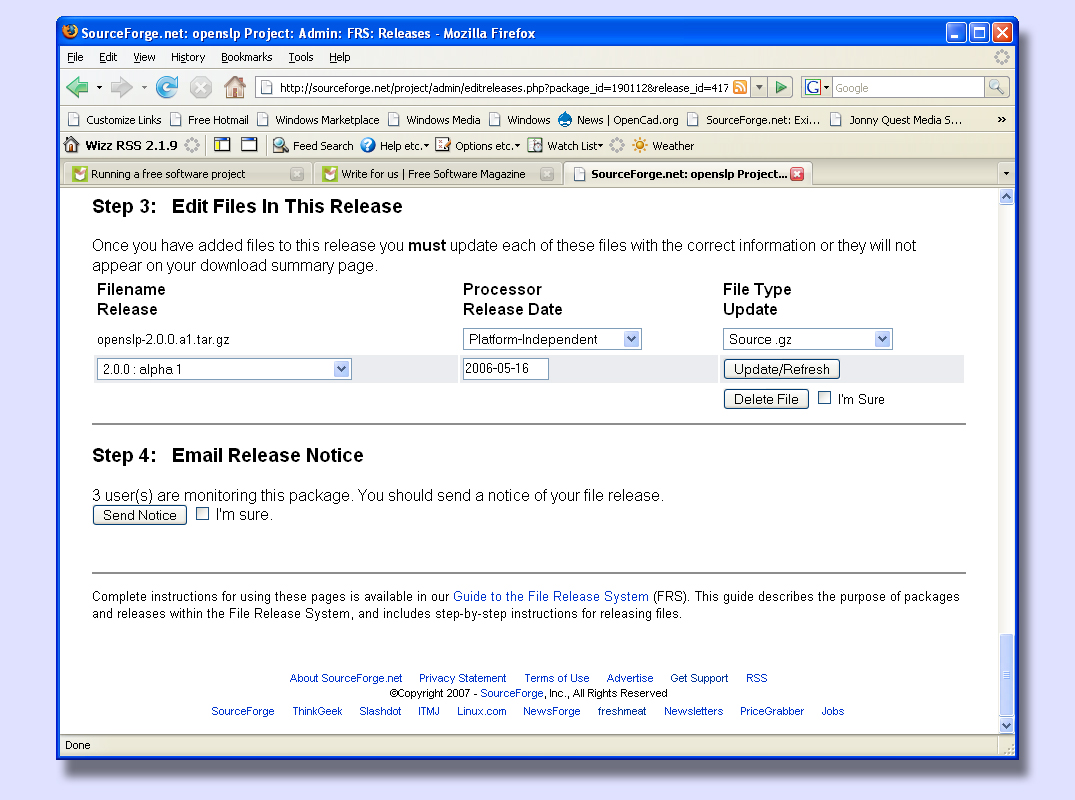 SourceForge.net: openslp Project: Admin: FRS: Releases - Mozilla Firefox
File Edit View History Bookmarks Tools Help
http://sourceforge.net/project/admin/editreleases.php?package_id=190112&release_id=417
G Google
Customize Links Free Hotmail Windows Marketplace Windows Media Windows News | OpenCad.org SourceForge.net: Exi... Jonny Quest Media S... »
Wizz RSS 2.1.9 Feed Search Help etc. Options etc. Watch List Weather
Running a free software project Write for us | Free Software Magazine SourceForge.net: openslp Project...
Step 3: Edit Files In This Release
Once you have added files to this release you must update each of these files with the correct information or they will not
appear on your download summary page.
Filename Processor File Type
Release Release Date Update
openslp-2.0.0.a1.tar.gz Platform-Independent Source .gz
2.0.0 : alpha 1 2006-05-16 Update/Refresh
Delete File I'm Sure
Step 4: Email Release Notice
3 user(s) are monitoring this package. You should send a notice of your file release.
Send Notice I'm sure.
Complete instructions for using these pages is available in our Guide to the File Release System (FRS). This guide describes the purpose of packages
and releases within the File Release System, and includes step-by-step instructions for releasing files.
About SourceForge.net Privacy Statement Terms of Use Advertise Get Support RSS
©Copyright 2007 - SourceForge, Inc., All Rights Reserved
SourceForge ThinkGeek Slashdot ITMJ Linux.com NewsForge freshmeat Newsletters PriceGrabber Jobs
Done